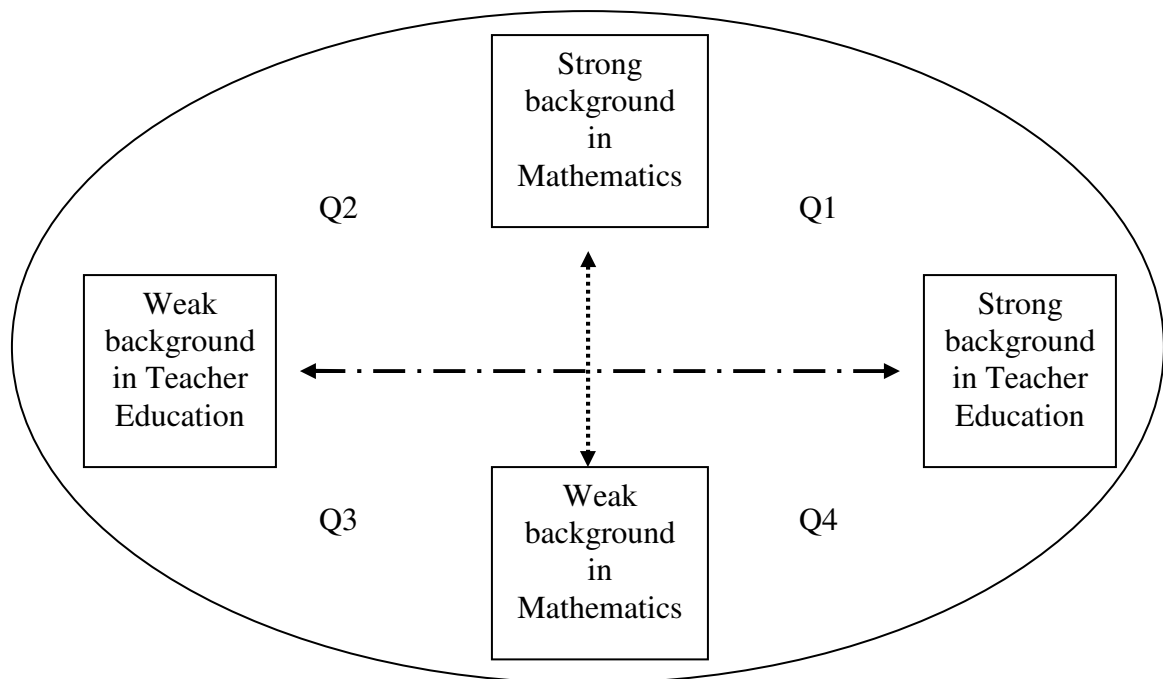 Strong
background
in
Mathematics
Q2
Q1
Weak
background
in Teacher
Education
Strong
background
in Teacher
Education
Q3
Weak
background
in
Mathematics
Q4